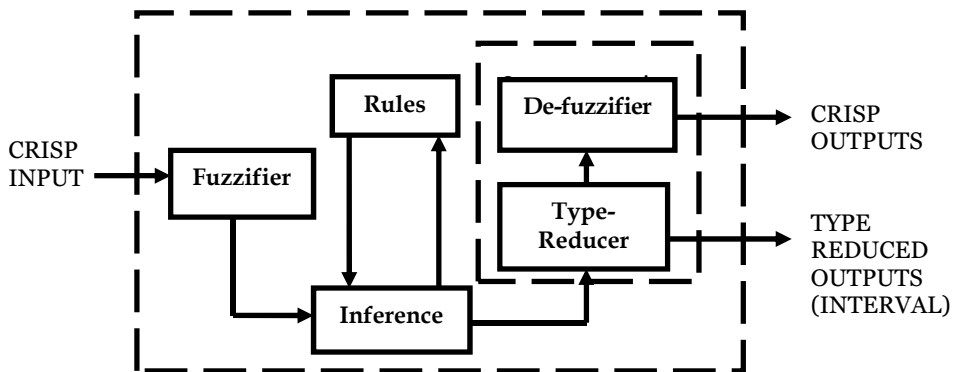 CRISP
INPUT
Fuzzifier
Rules
Inference
De-fuzzifier
Type-
Reducer
CRISP
OUTPUTS
TYPE
REDUCED
OUTPUTS
(INTERVAL)